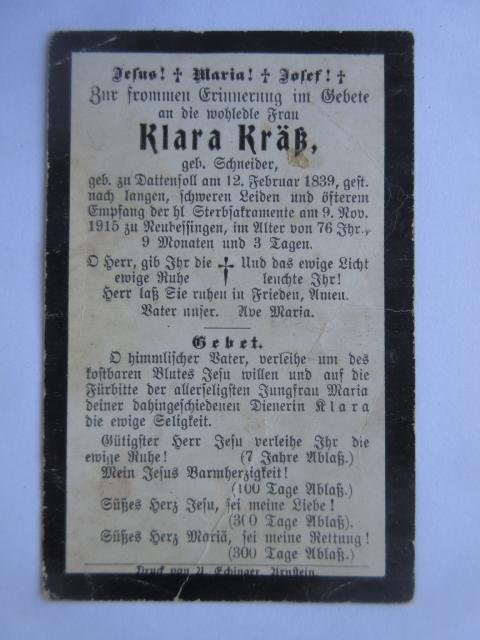 Jesus! † Maria! † Josef! †
Zur frommen Erinnerung im Gebete
an die wohledle Frau
Klara Kräß,
geb. Schneider,
geb. zu Dattensoll am 12. Februar 1839, gest.
nach langen, schweren Leiden und öfterem
Empfang der hl Sterbsakramente am 9. Nov.
1915 zu Neubessingen, im Alter von 76 Jhr.,
9 Monaten und 3 Tagen.
O Herr, gib Ihr die † Und das ewige Licht
ewige Ruhe leuchte Ihr!
Herr laß Sie ruhen in Frieden, Amen.
Vater unser. Ave Maria.
Gebet.
O himmlischer Vater, verleihe um des
kostbaren Blutes Jesu willen und auf die
Fürbitte der allerseligsten Jungfrau Maria
deiner dahingeschiedenen Dienerin Klara
die ewige Seligkeit.
Gütigster Herr Jesu verleihe Ihr die
ewige Ruhe! (7 Jahre Ablaß.)
Mein Jesus Barmherzigkeit!
(100 Tage Ablaß.)
Süßes Herz Jesu, sei meine Liebe!
(300 Tage Ablaß).
Süßes Herz Mariä, sei meine Rettung!
(300 Tage Ablaß.)
Druck von A. Echinger, Arnstein.